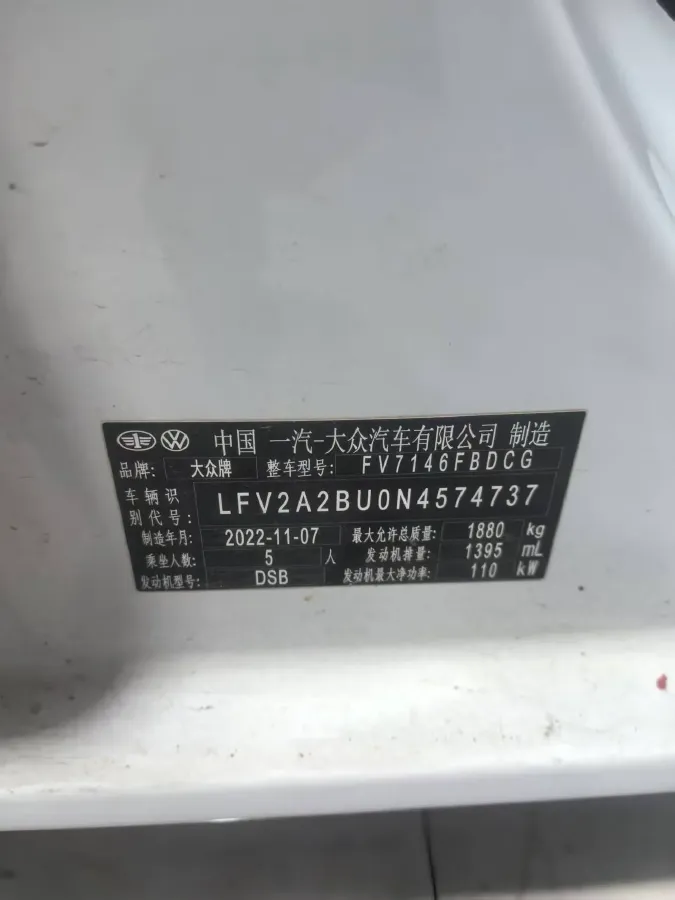 中国 一汽-大众汽车有限公司 制造
品牌: 大众牌 整车型号: FV7146FBDCG
车辆识别代号: LFV2A2BU0N4574737
制造年月: 2022-11-07 最大允许总质量: 1880 kg
乘坐人数: 5 人 发动机排量: 1395 mL
发动机型号: DSB 发动机最大净功率: 110 kW